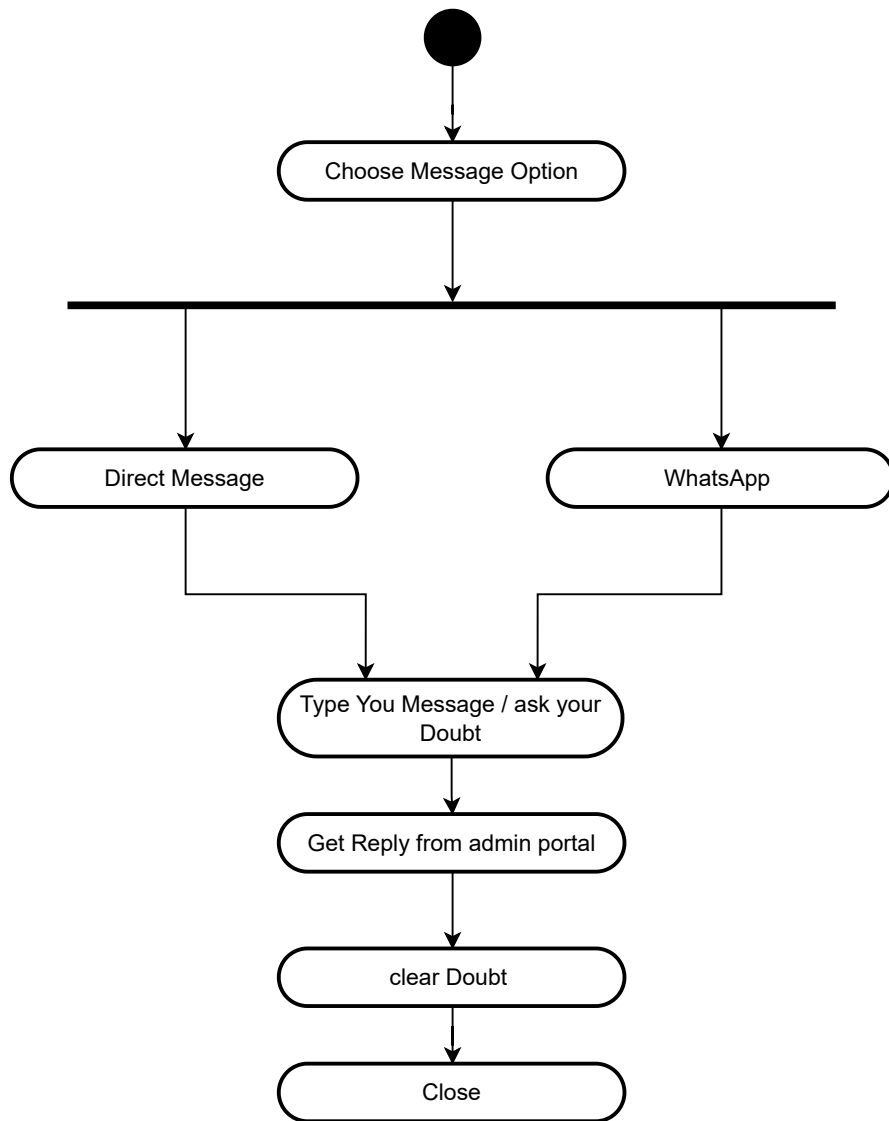 Choose Message Option
Direct Message
WhatsApp
Type You Message / ask your
Doubt
Get Reply from admin portal
clear Doubt
Close